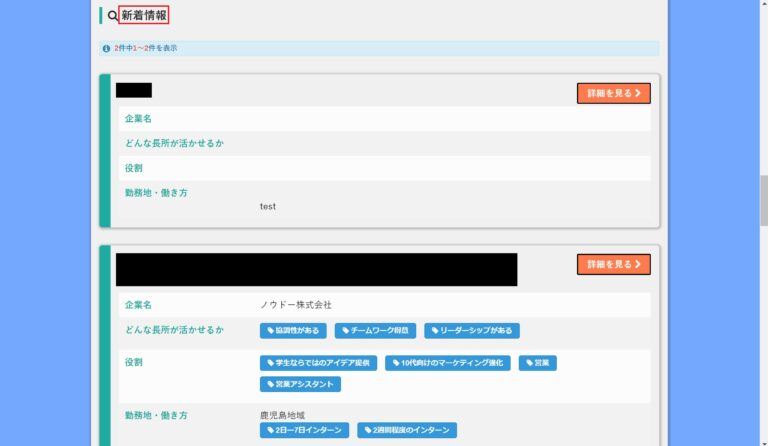 新着情報
2件中1〜2件を表示
詳細を見る
企業名
どんな長所が活かせるか
役割
勤務地・働き方
test
詳細を見る
企業名 ノウドー株式会社
どんな長所が活かせるか 協調性がある チームワーク得意 リーダーシップがある
役割 学生ならではのアイデア提供 10代向けのマーケティング強化 営業
営業アシスタント
勤務地・働き方 鹿児島地域
2日〜7日インターン 2週間程度のインターン